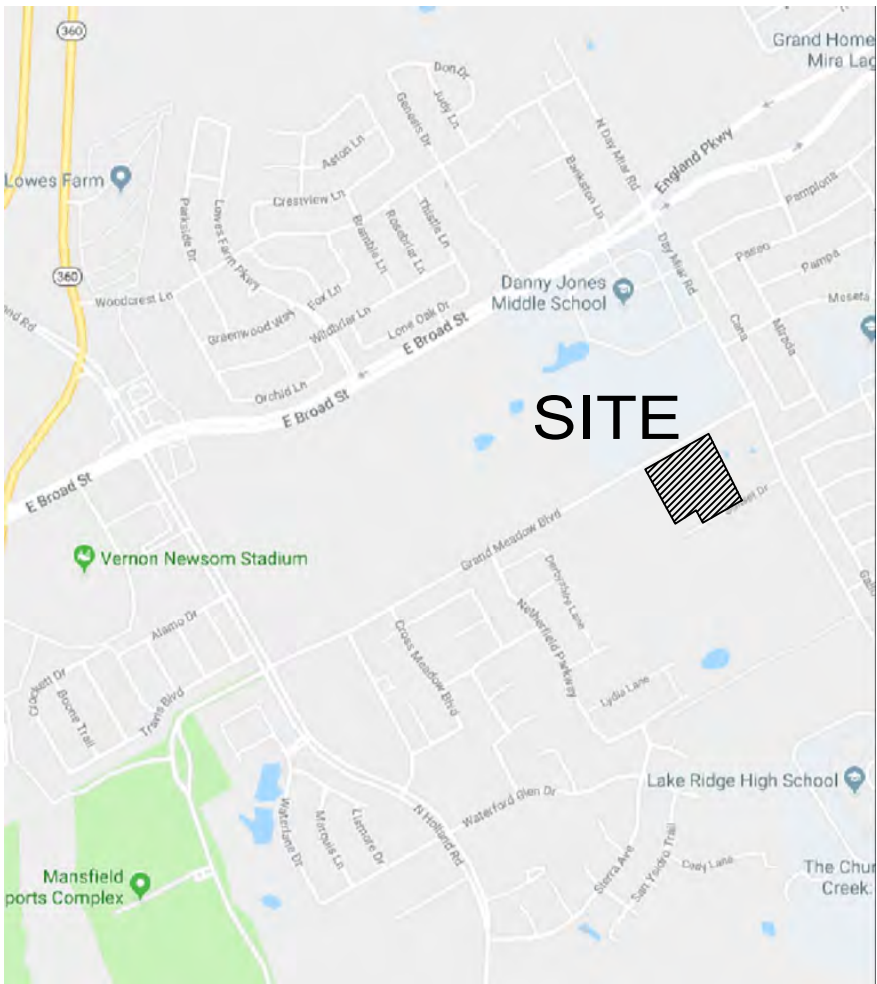 360
Grand Home
Mira Lag
Don Dr
Judy Ln
Generis Dr
N Day Miar Rd
England Pkwy
Aston Ln
Bankston Ln
Lowes Farm
Crestview Ln
Thistle Ln
Rosebriar Ln
Bramble Ln
Parkside Dr
Lowes Farm Pkwy
Pamplona
Paseo
Pampa
Day Miar Rd
360
Danny Jones
Middle School
Woodcrest Ln
Fox Ln
Greenwood Way
Wildbriar Ln
Lone Oak Dr
E Broad St
Meseta
Cana
Mirada
Orchid Ln
E Broad St
SITE
E Broad St
Grand Meadow Blvd
Vernon Newsom Stadium
Derbyshire Lane
Netherfield Parkway
Alamo Dr
Cross Meadow Blvd
Crockett Dr
Boone Trail
Travis Blvd
Lydia Lane
Lake Ridge High School
Waterford Glen Dr
N Holland Rd
Waterlane Dr
Marquis Ln
Lismore Dr
Sierra Ave
San Ysidro Trail
Cody Lane
Mansfield
ports Complex
The Chur
Creek: